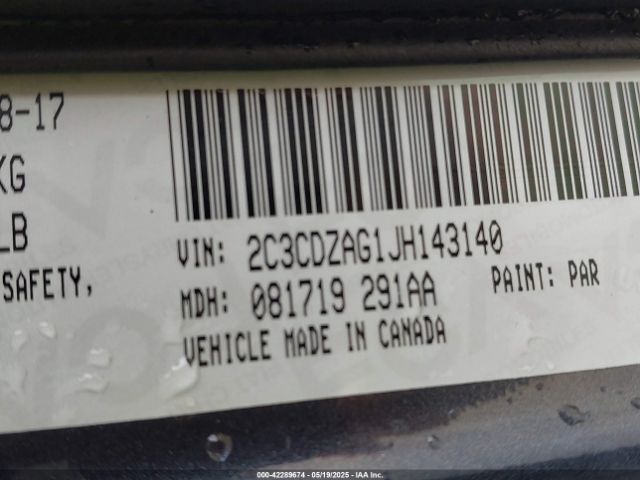 8-17
KG
LB
SAFETY,
VIN: 2C3CDZAG1JH143140
MDH: 081719 291AA
PAINT: PAR
VEHICLE MADE IN CANADA
000-42289674 | 05/19/2025 | IAA Inc.